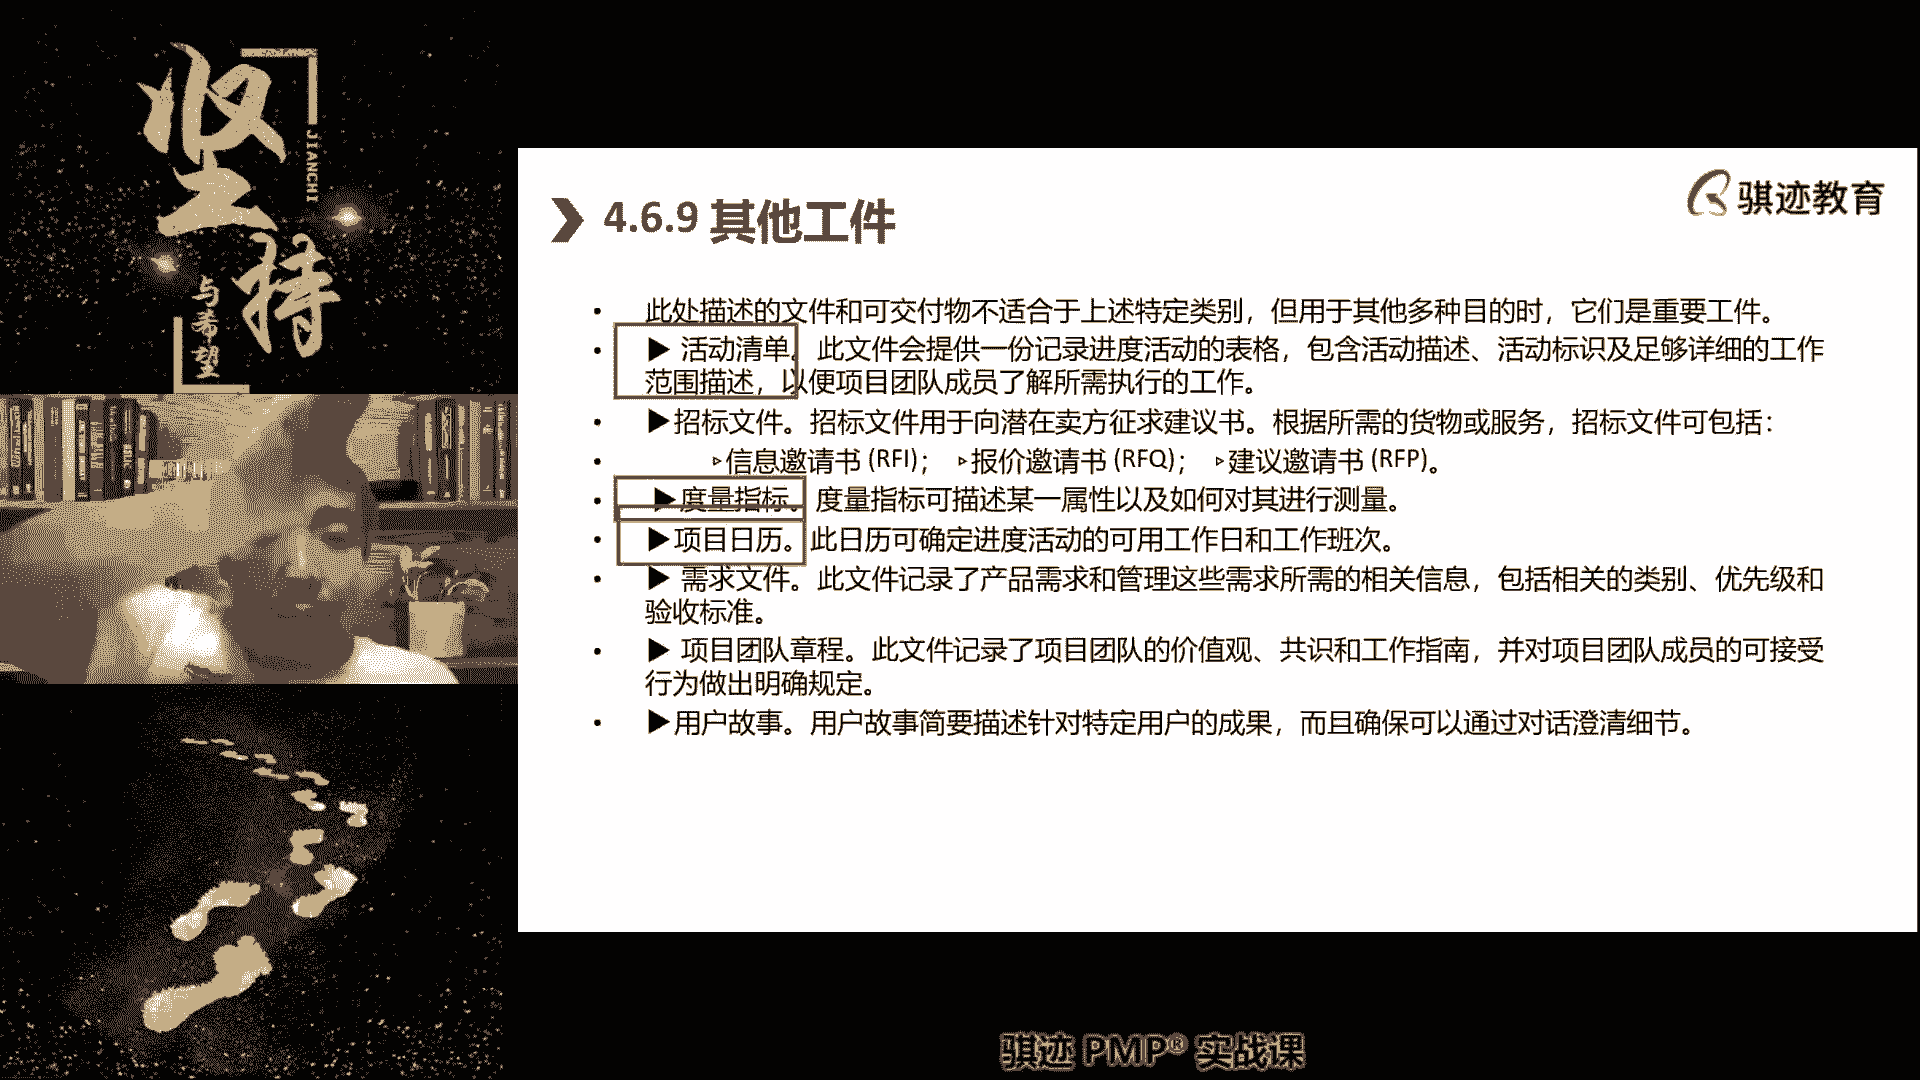 坚持
JIANCHI
与希望
骐迹教育
4.6.9 其他工件
• 此处描述的文件和可交付物不适合于上述特定类别，但用于其他多种目的时，它们是重要工件。
• ▶ 活动清单。此文件会提供一份记录进度活动的表格，包含活动描述、活动标识及足够详细的工作
范围描述，以便项目团队成员了解所需执行的工作。
• ▶招标文件。招标文件用于向潜在卖方征求建议书。根据所需的货物或服务，招标文件可包括：
• ▹信息邀请书 (RFI)； ▹报价邀请书 (RFQ)； ▹建议邀请书 (RFP)。
• ▶度量指标。度量指标可描述某一属性以及如何对其进行测量。
• ▶项目日历。此日历可确定进度活动的可用工作日和工作班次。
• ▶ 需求文件。此文件记录了产品需求和管理这些需求所需的相关信息，包括相关的类别、优先级和
验收标准。
• ▶ 项目团队章程。此文件记录了项目团队的价值观、共识和工作指南，并对项目团队成员的可接受
行为做出明确规定。
• ▶用户故事。用户故事简要描述针对特定用户的成果，而且确保可以通过对话澄清细节。
骐迹 PMP® 实战课